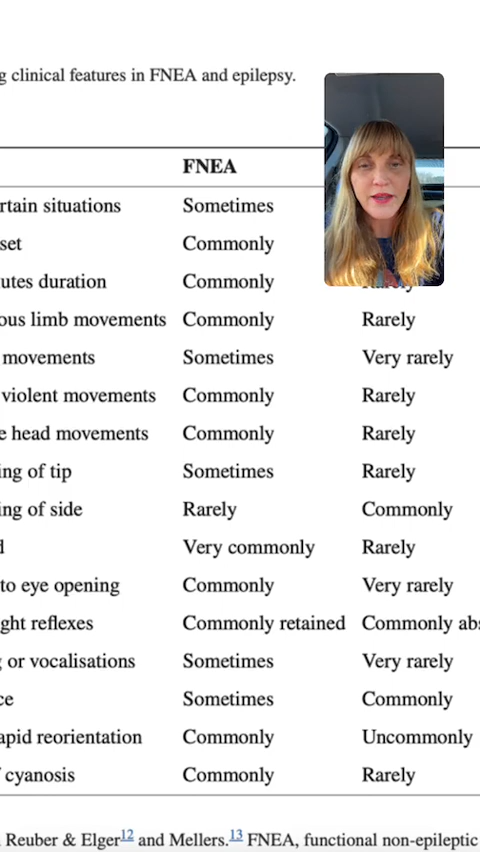 g clinical features in FNEA and epilepsy.
FNEA
rtain situations Sometimes
set Commonly
utes duration Commonly Rarely
ous limb movements Commonly Rarely
movements Sometimes Very rarely
violent movements Commonly Rarely
e head movements Commonly Rarely
ing of tip Sometimes Rarely
ing of side Rarely Commonly
d Very commonly Rarely
to eye opening Commonly Very rarely
ght reflexes Commonly retained Commonly abs
g or vocalisations Sometimes Very rarely
ce Sometimes Commonly
apid reorientation Commonly Uncommonly
f cyanosis Commonly Rarely
Reuber & Elger12 and Mellers.13 FNEA, functional non-epileptic